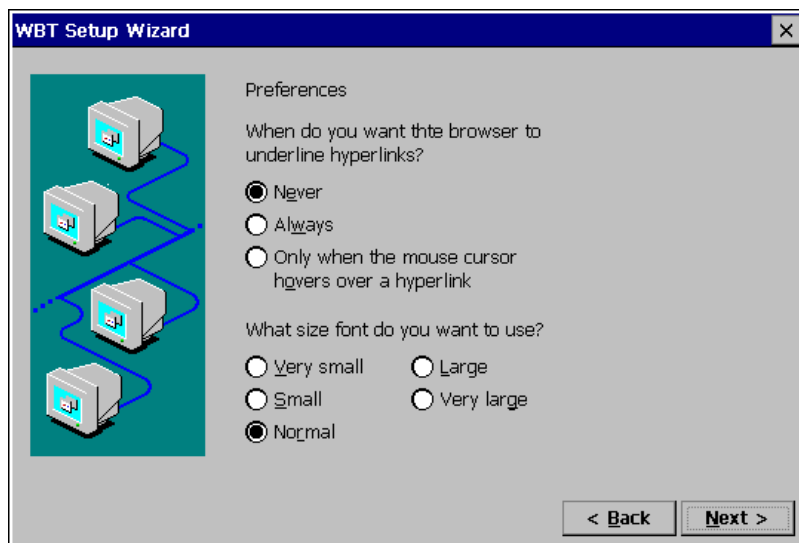 WBT Setup Wizard
Preferences
When do you want thte browser to
underline hyperlinks?
Never
Always
Only when the mouse cursor
hovers over a hyperlink
What size font do you want to use?
Very small
Large
Small
Very large
Normal
< Back
Next >